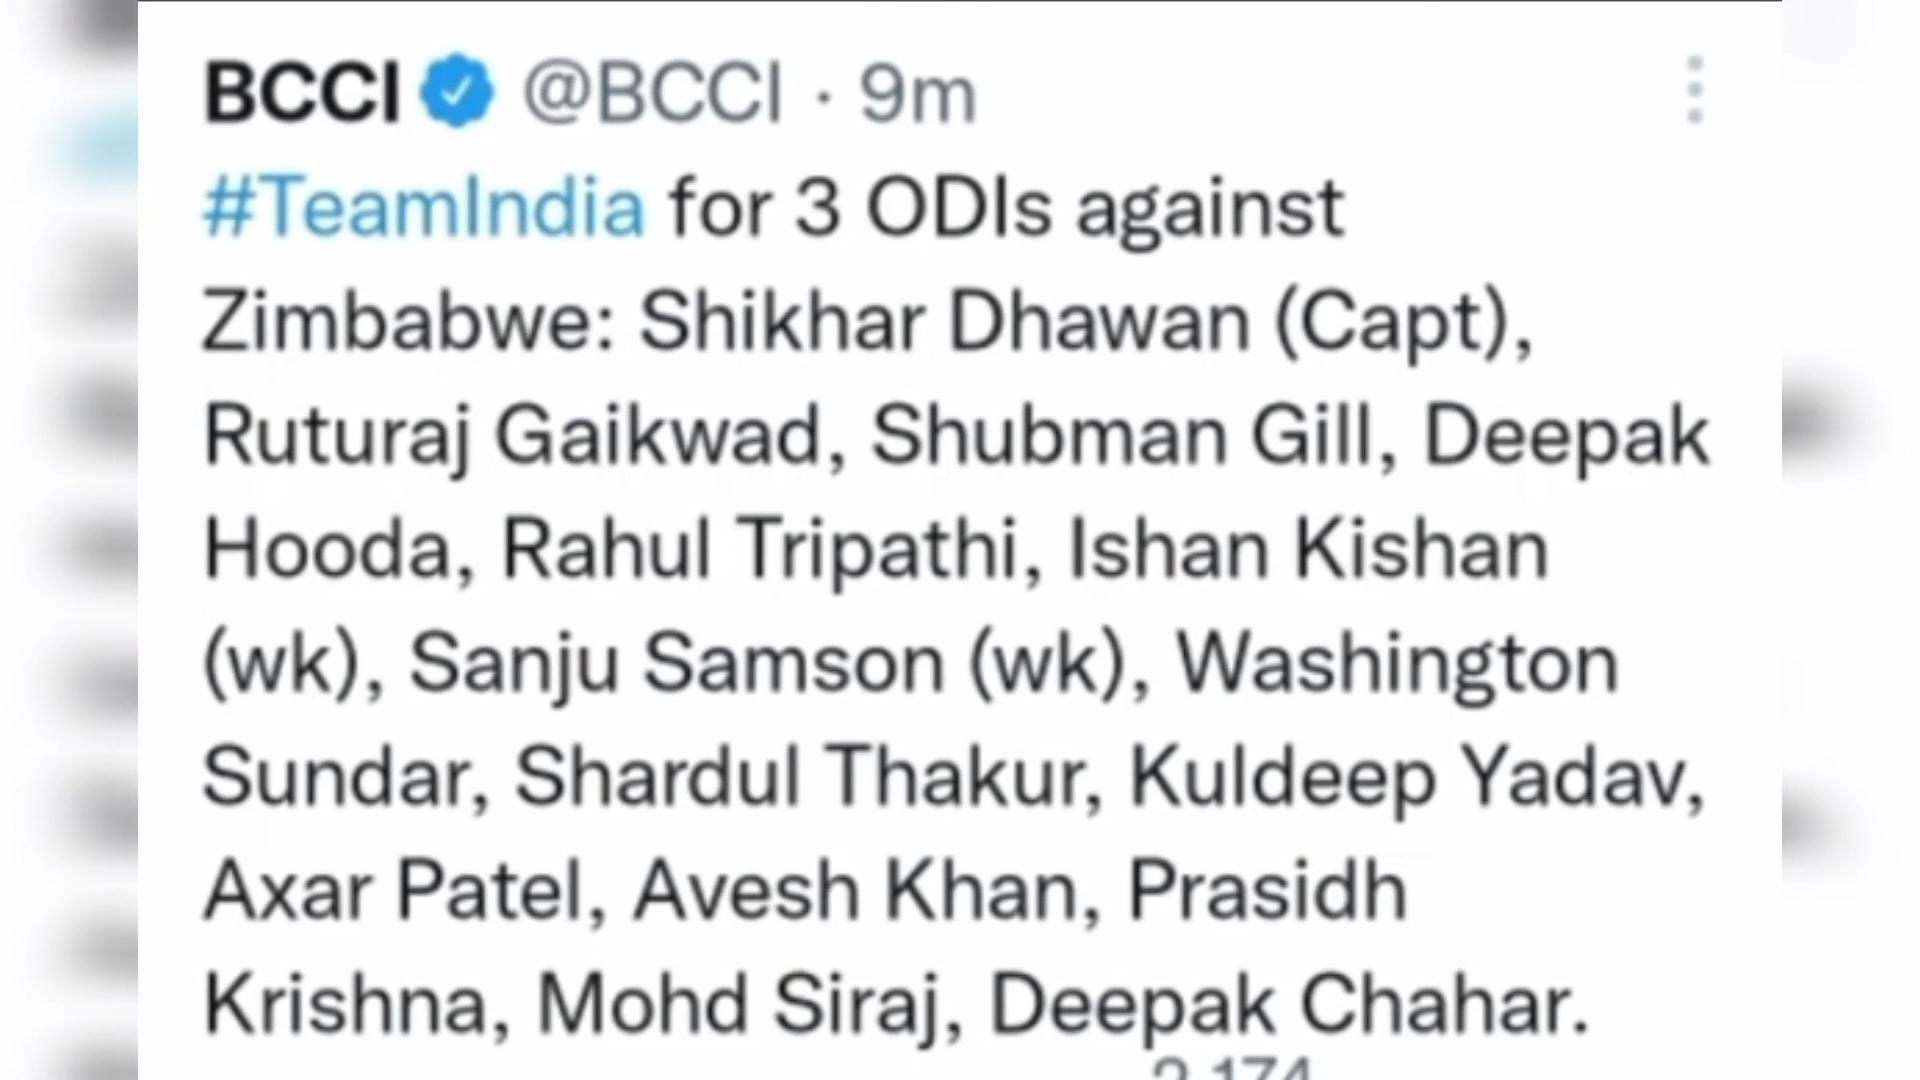 BCCI @BCCI · 9m
#TeamIndia for 3 ODIs against
Zimbabwe: Shikhar Dhawan (Capt),
Ruturaj Gaikwad, Shubman Gill, Deepak
Hooda, Rahul Tripathi, Ishan Kishan
(wk), Sanju Samson (wk), Washington
Sundar, Shardul Thakur, Kuldeep Yadav,
Axar Patel, Avesh Khan, Prasidh
Krishna, Mohd Siraj, Deepak Chahar.